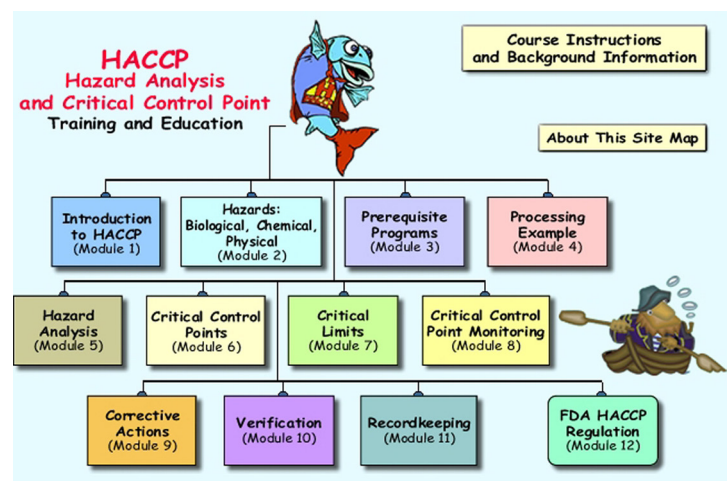 HACCP
Hazard Analysis
and Critical Control Point
Training and Education
Course Instructions
and Background Information
About This Site Map
Introduction
to HACCP
(Module 1)
Hazards:
Biological, Chemical,
Physical
(Module 2)
Prerequisite
Programs
(Module 3)
Processing
Example
(Module 4)
Hazard
Analysis
(Module 5)
Critical Control
Points
(Module 6)
Critical
Limits
(Module 7)
Critical Control
Point Monitoring
(Module 8)
Corrective
Actions
(Module 9)
Verification
(Module 10)
Recordkeeping
(Module 11)
FDA HACCP
Regulation
(Module 12)